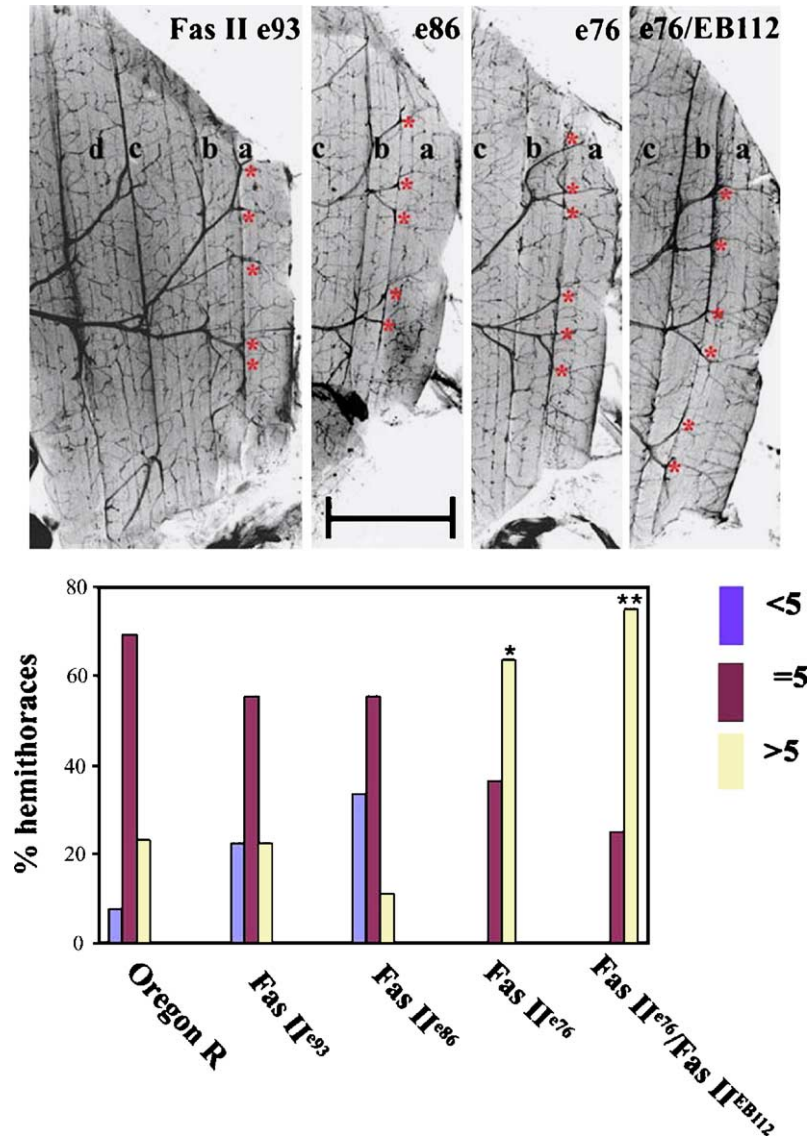 Fas II e93
e86
e76
e76/EB112
d c b a
c b a
c b a
c b a
* * * * *
* * * * *
* * * * * *
* * * * * *
80
60
40
20
0
% hemithoraces
*
**
<5
=5
>5
Oregon R
Fas IIe93
Fas IIe86
Fas IIe76
Fas IIe76/Fas IIEB112